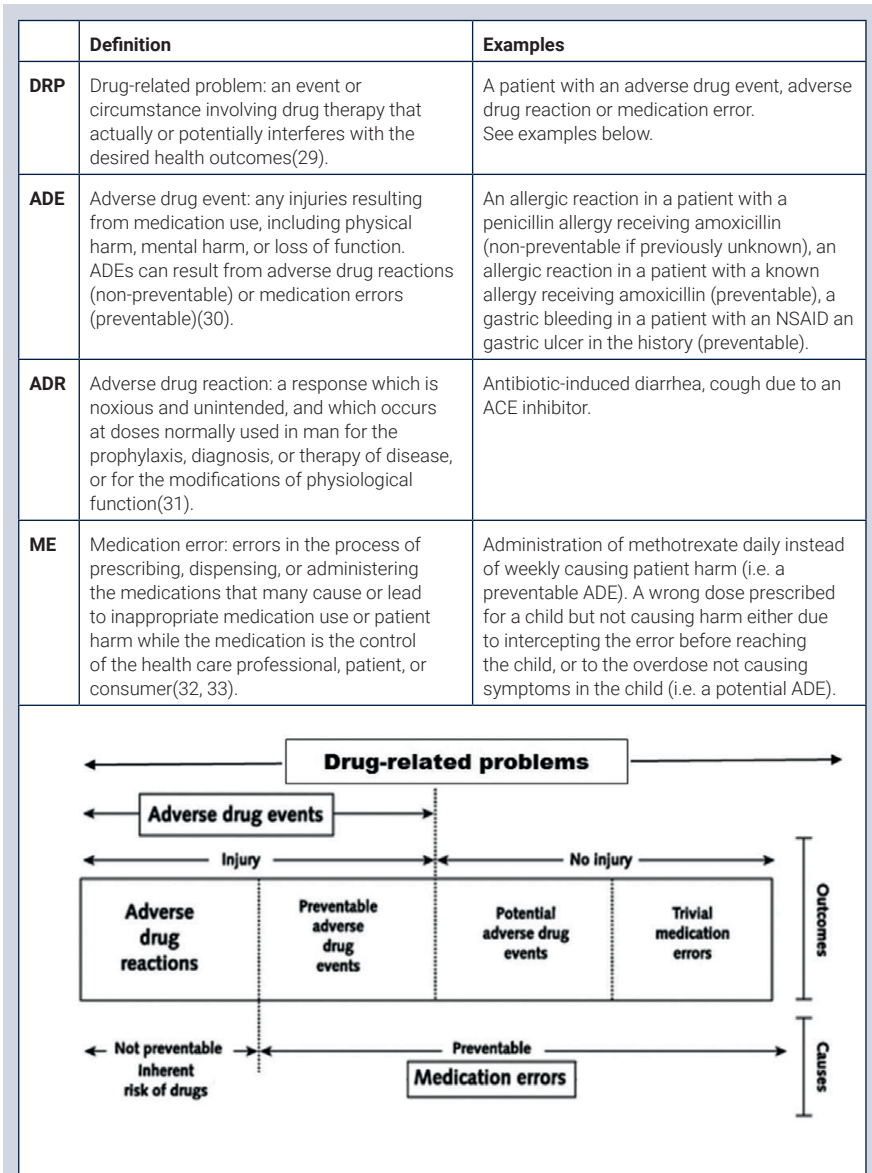 Definition
Examples
DRP
Drug-related problem: an event or
circumstance involving drug therapy that
actually or potentially interferes with the
desired health outcomes(29).
A patient with an adverse drug event, adverse
drug reaction or medication error.
See examples below.
ADE
Adverse drug event: any injuries resulting
from medication use, including physical
harm, mental harm, or loss of function.
ADEs can result from adverse drug reactions
(non-preventable) or medication errors
(preventable)(30).
An allergic reaction in a patient with a
penicillin allergy receiving amoxicillin
(non-preventable if previously unknown), an
allergic reaction in a patient with a known
allergy receiving amoxicillin (preventable), a
gastric bleeding in a patient with an NSAID an
gastric ulcer in the history (preventable).
ADR
Adverse drug reaction: a response which is
noxious and unintended, and which occurs
at doses normally used in man for the
prophylaxis, diagnosis, or therapy of disease,
or for the modifications of physiological
function(31).
Antibiotic-induced diarrhea, cough due to an
ACE inhibitor.
ME
Medication error: errors in the process of
prescribing, dispensing, or administering
the medications that many cause or lead
to inappropriate medication use or patient
harm while the medication is the control
of the health care professional, patient, or
consumer(32, 33).
Administration of methotrexate daily instead
of weekly causing patient harm (i.e. a
preventable ADE). A wrong dose prescribed
for a child but not causing harm either due
to intercepting the error before reaching
the child, or to the overdose not causing
symptoms in the child (i.e. a potential ADE).
Drug-related problems
Adverse drug events
Injury
No injury
Adverse
drug
reactions
Preventable
adverse
drug
events
Potential
adverse drug
events
Trivial
medication
errors
Outcomes
Not preventable
Inherent
risk of drugs
Preventable
Medication errors
Causes